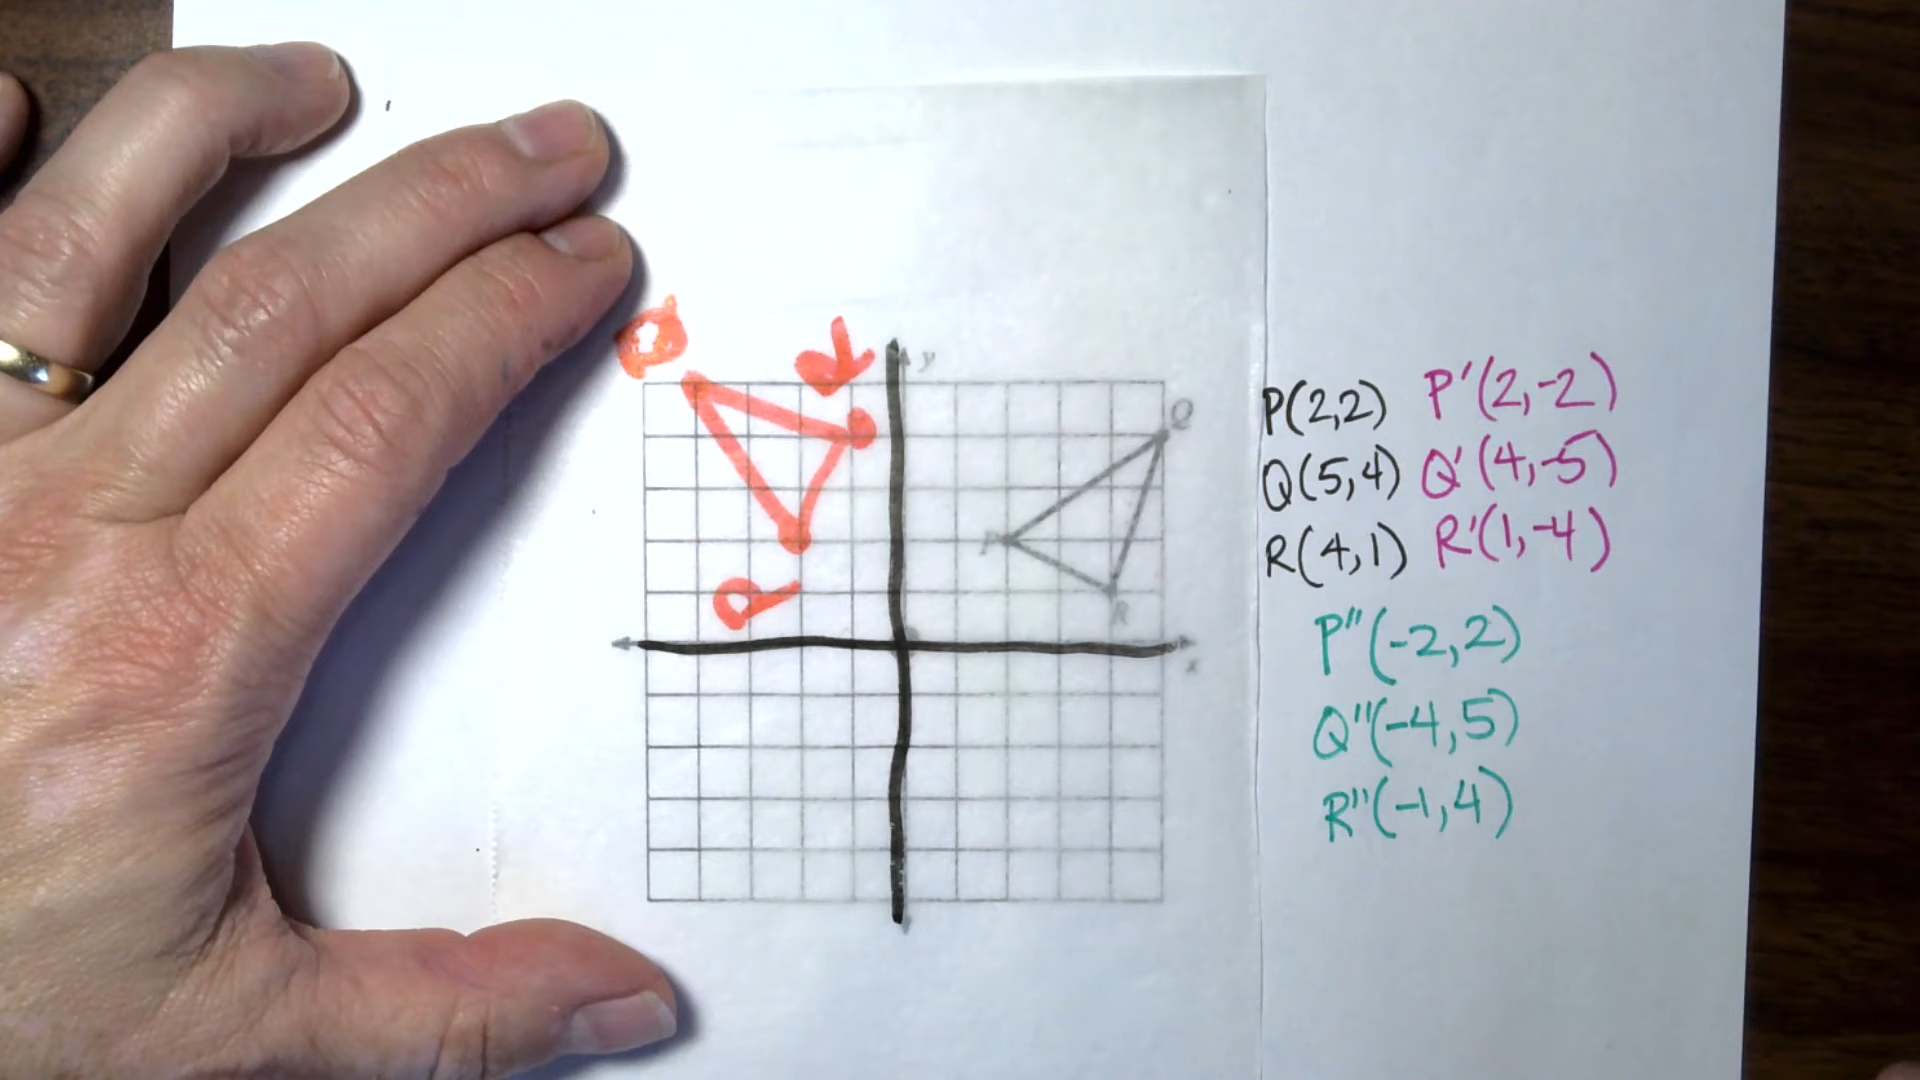 Q
R
P
y
Q
P
R
x
P(2,2) P'(2,-2)
Q(5,4) Q'(4,-5)
R(4,1) R'(1,-4)
P"(-2,2)
Q"(-4,5)
R"(-1,4)